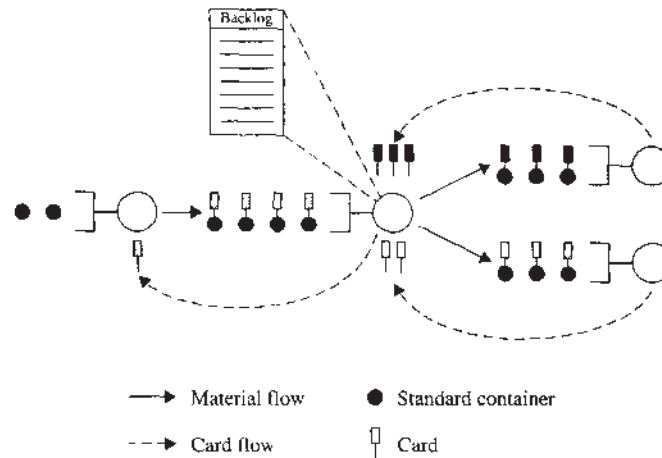 Backlog
Material flow
Standard container
Card flow
Card